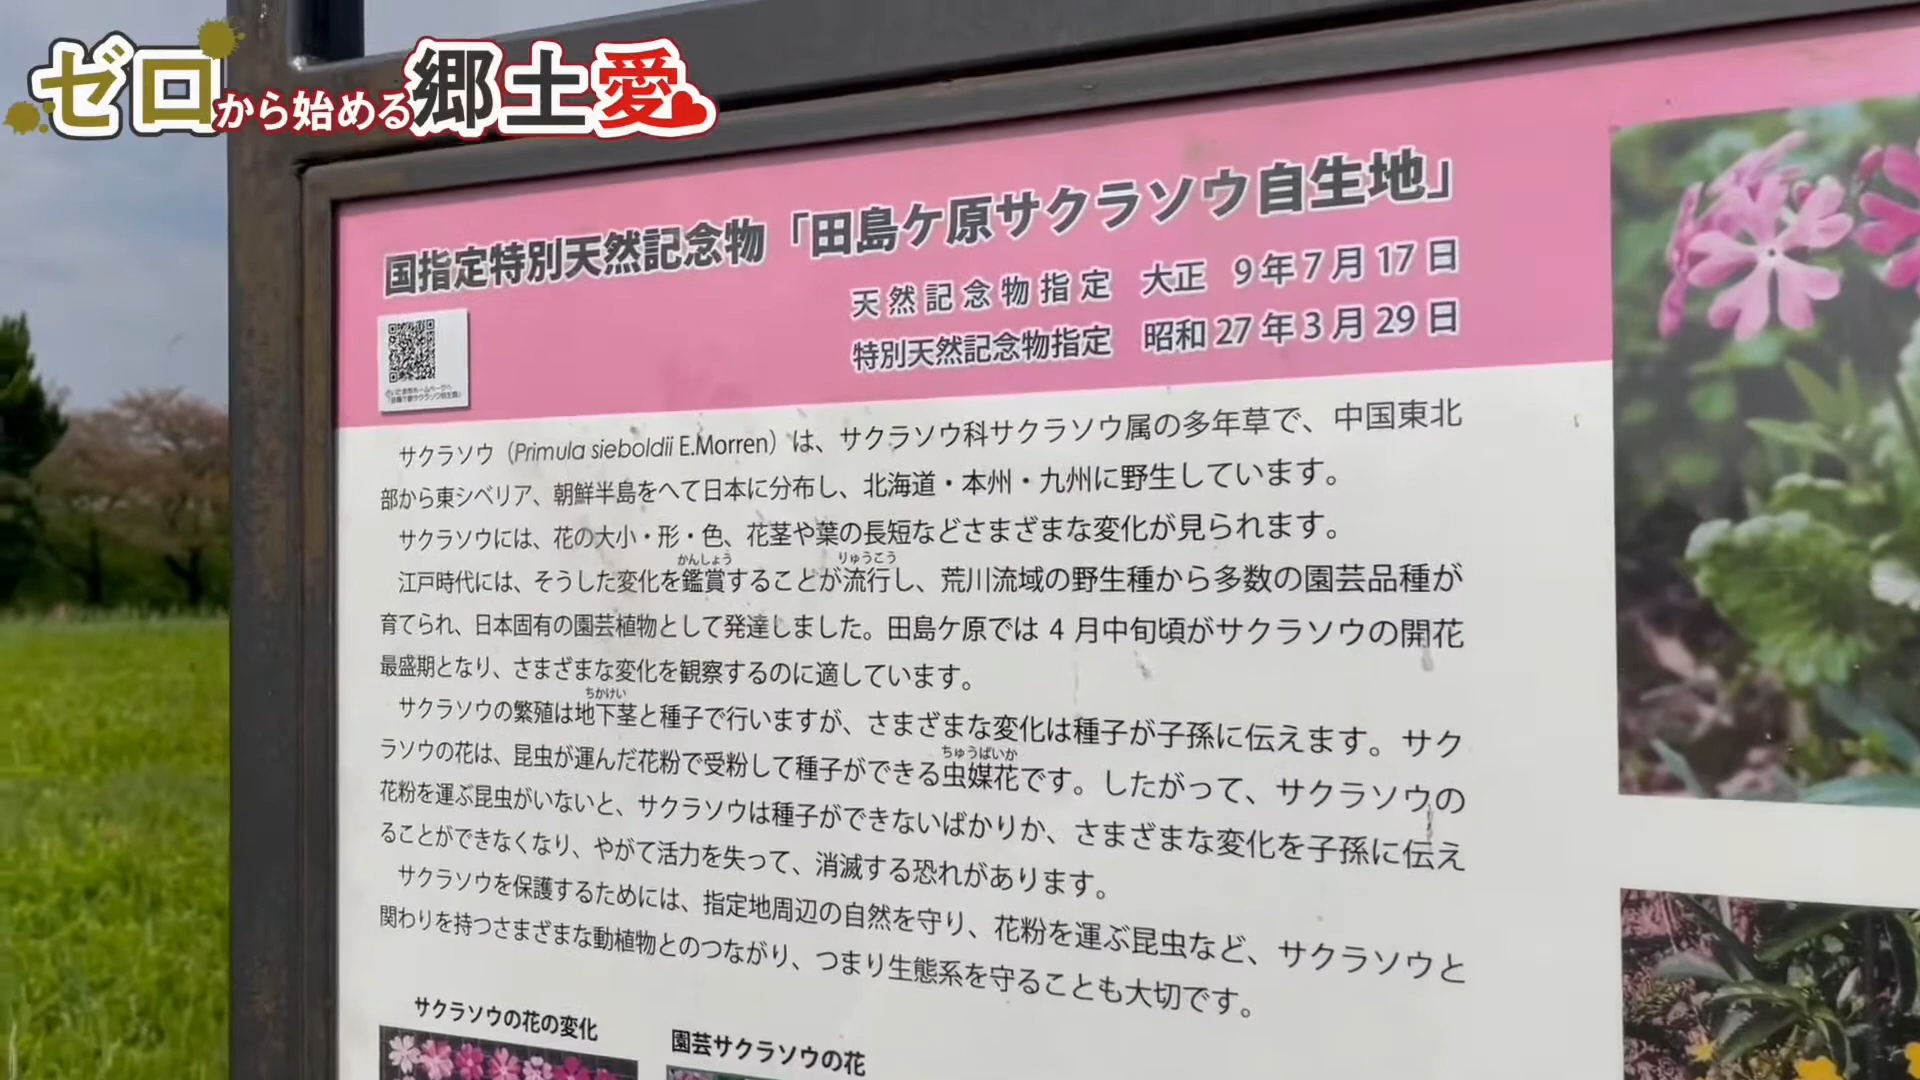 ゼロから始める郷土愛
国指定特別天然記念物「田島ケ原サクラソウ自生地」
天然記念物指定 大正 9年7月17日
特別天然記念物指定 昭和27年3月29日
サクラソウ（Primula sieboldii E.Morren）は、サクラソウ科サクラソウ属の多年草で、中国東北
部から東シベリア、朝鮮半島をへて日本に分布し、北海道・本州・九州に野生しています。
サクラソウには、花の大小・形・色、花茎や葉の長短などさまざまな変化が見られます。
かんしょう りゅうこう
江戸時代には、そうした変化を鑑賞することが流行し、荒川流域の野生種から多数の園芸品種が
育てられ、日本固有の園芸植物として発達しました。田島ケ原では4月中旬頃がサクラソウの開花
最盛期となり、さまざまな変化を観察するのに適しています。
ちかけい
サクラソウの繁殖は地下茎と種子で行いますが、さまざまな変化は種子が子孫に伝えます。サク
ちゅうばいか
ラソウの花は、昆虫が運んだ花粉で受粉して種子ができる虫媒花です。したがって、サクラソウの
花粉を運ぶ昆虫がいないと、サクラソウは種子ができないばかりか、さまざまな変化を子孫に伝え
ることができなくなり、やがて活力を失って、消滅する恐れがあります。
サクラソウを保護するためには、指定地周辺の自然を守り、花粉を運ぶ昆虫など、サクラソウと
関わりを持つさまざまな動植物とのつながり、つまり生態系を守ることも大切です。
サクラソウの花の変化
園芸サクラソウの花